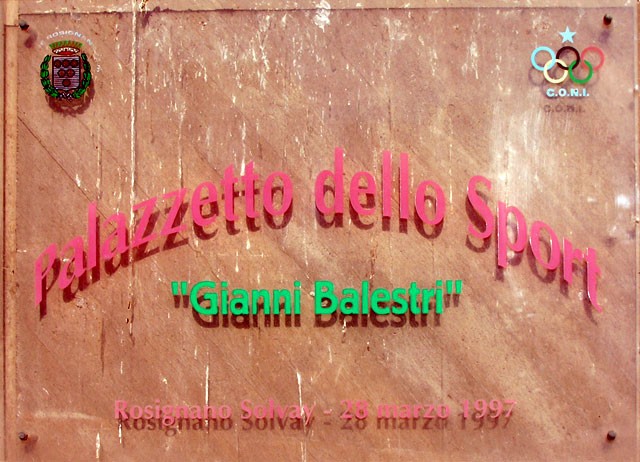 C.O.N.I.
Palazzetto dello Sport
"Gianni Balestri"
Rosignano Solvay - 28 marzo 1997